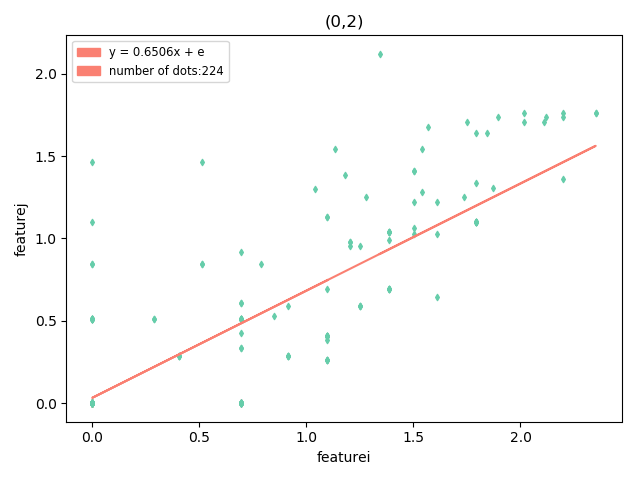 (0,2)
y = 0.6506x + e
number of dots:224
2.0
1.5
1.0
0.5
0.0
featurej
0.0 0.5 1.0 1.5 2.0
featurei